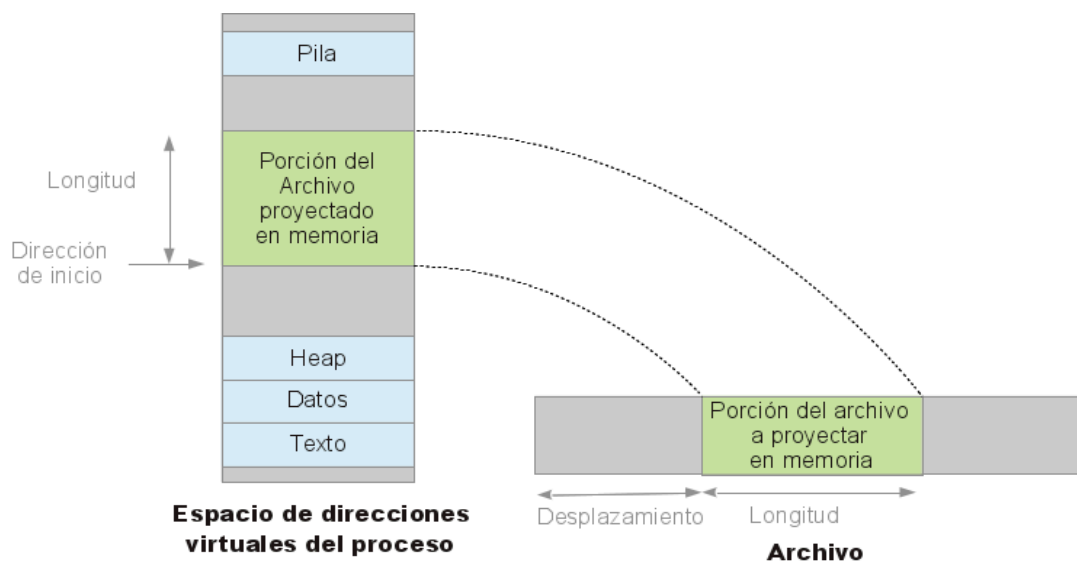 Pila
Porción del
Archivo
proyectado
en memoria
Longitud
Dirección
de inicio
Heap
Datos
Texto
Espacio de direcciones
virtuales del proceso
Porción del archivo
a proyectar
en memoria
Desplazamiento
Longitud
Archivo